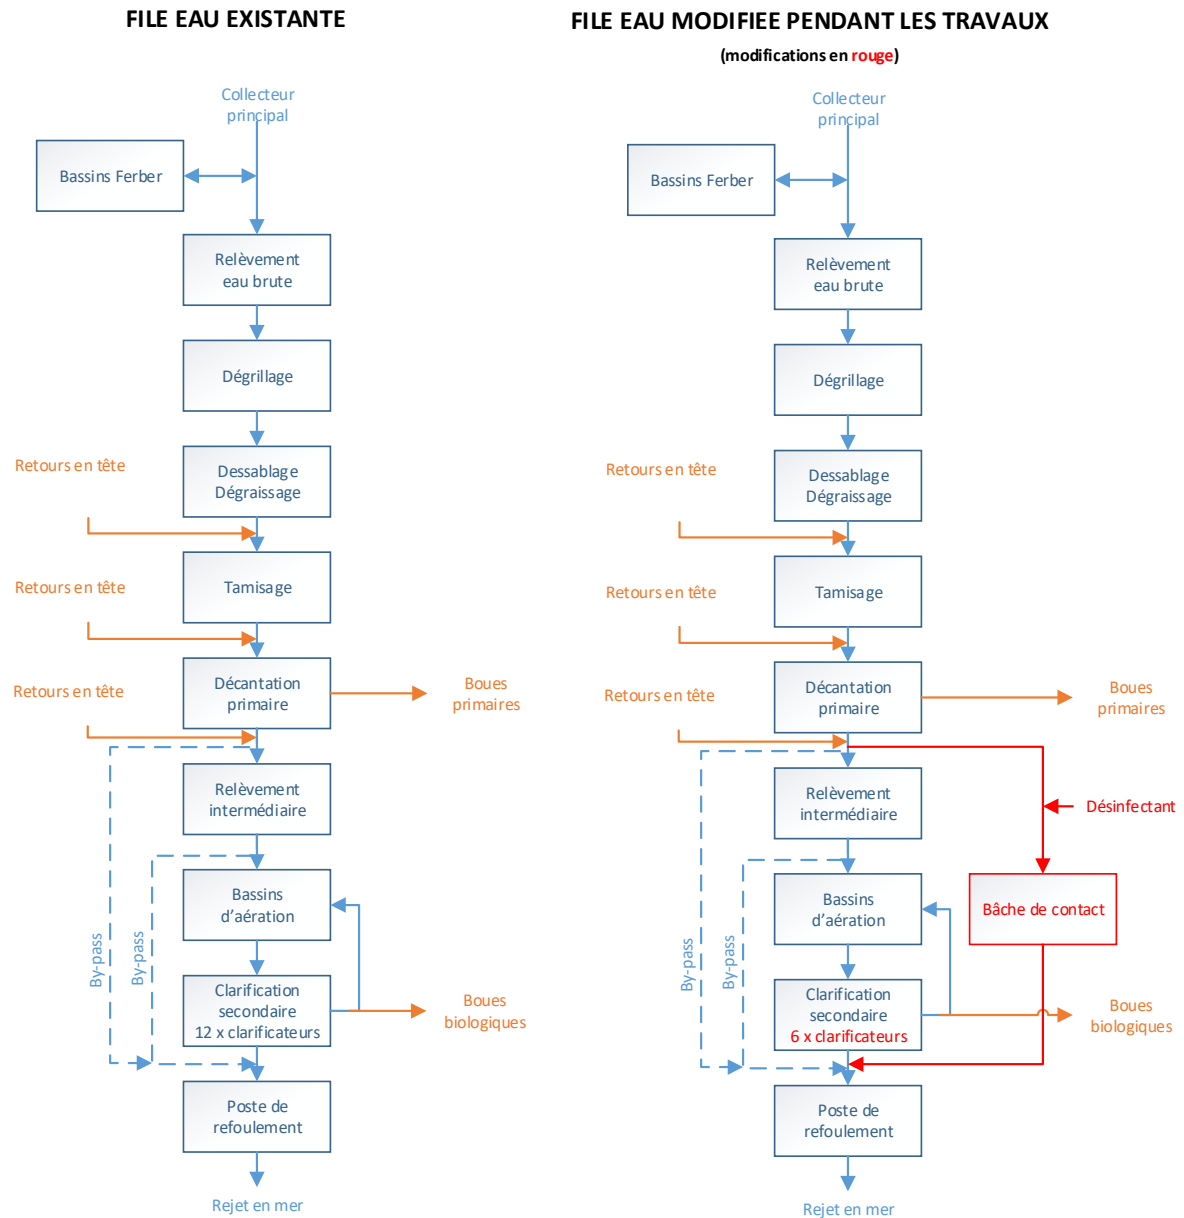 FILE EAU EXISTANTE
Collecteur
principal
Bassins Ferber
Relèvement
eau brute
Dégrillage
Retours en tête
Dessablage
Dégraissage
Retours en tête
Tamisage
Retours en tête
Décantation
primaire
Boues
primaires
Relèvement
intermédiaire
By-pass
By-pass
Bassins
d'aération
Clarification
secondaire
12 x clarificateurs
Boues
biologiques
Poste de
refoulement
Rejet en mer
FILE EAU MODIFIEE PENDANT LES TRAVAUX
(modifications en rouge)
Collecteur
principal
Bassins Ferber
Relèvement
eau brute
Dégrillage
Retours en tête
Dessablage
Dégraissage
Retours en tête
Tamisage
Retours en tête
Décantation
primaire
Boues
primaires
Relèvement
intermédiaire
Désinfectant
By-pass
By-pass
Bassins
d'aération
Bâche de contact
Clarification
secondaire
6 x clarificateurs
Boues
biologiques
Poste de
refoulement
Rejet en mer